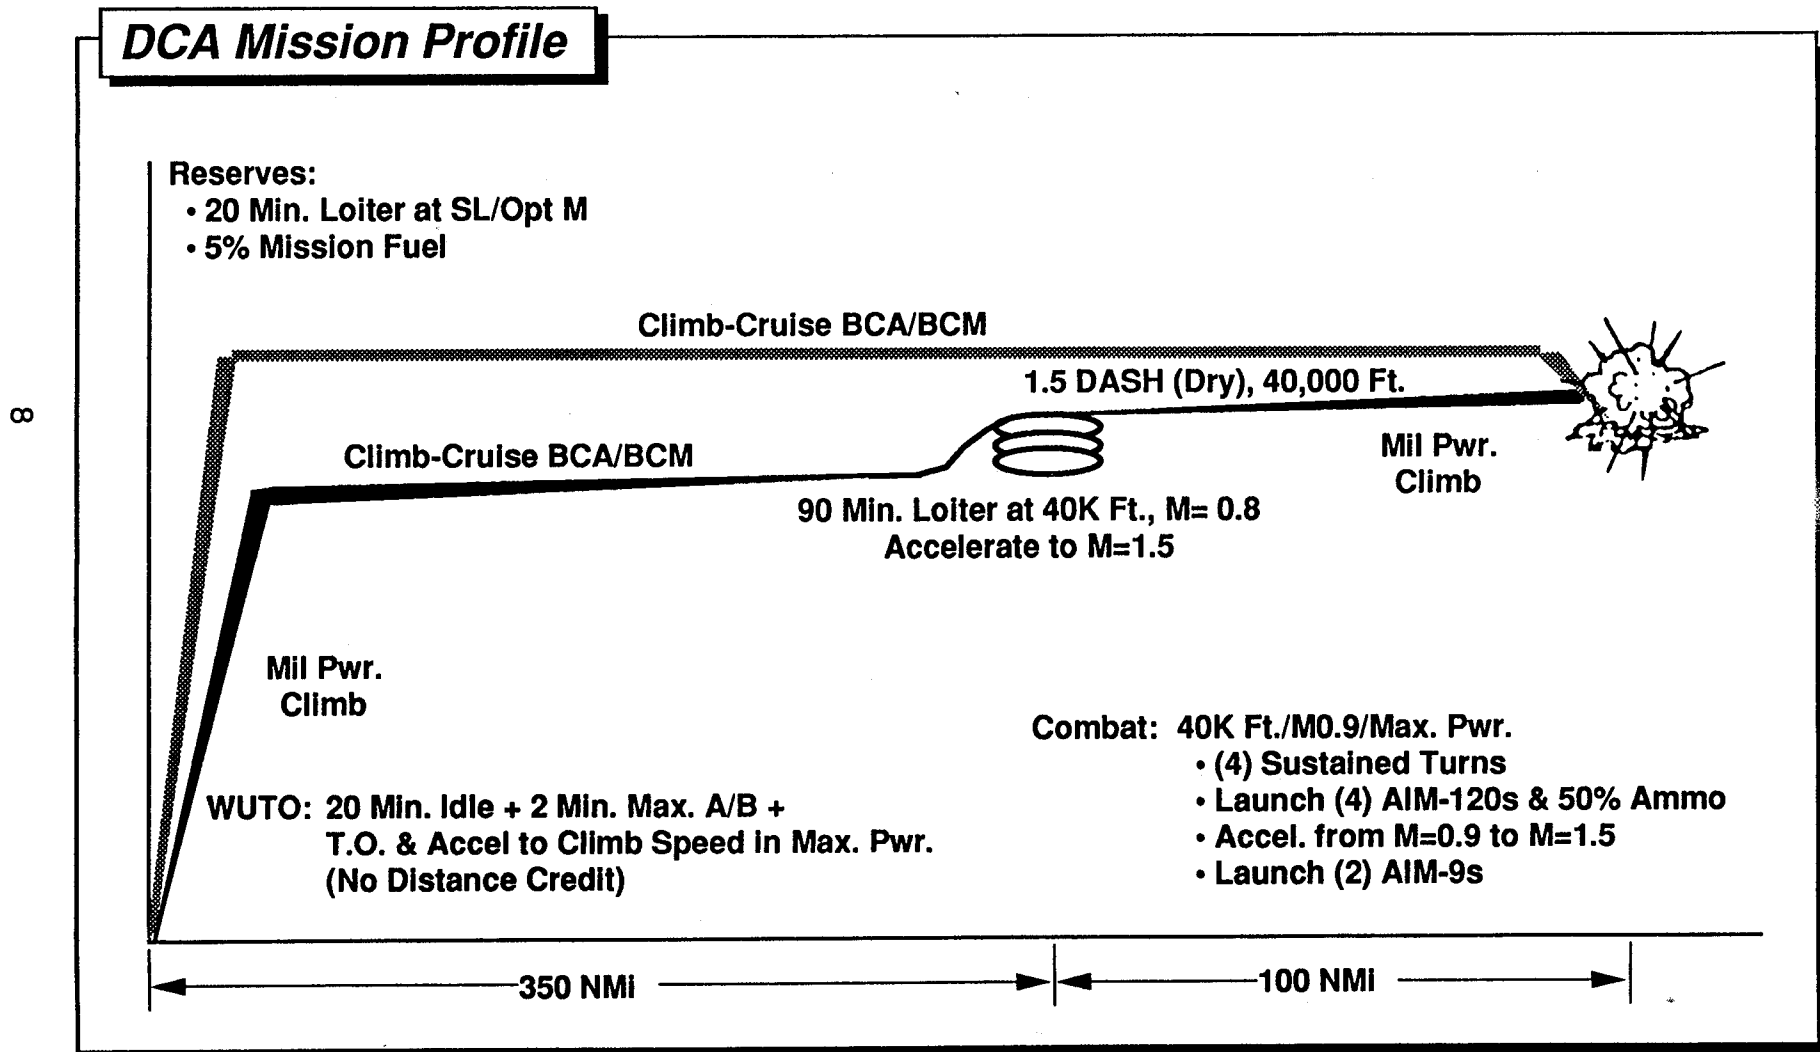 DCA Mission Profile
Reserves:
• 20 Min. Loiter at SL/Opt M
• 5% Mission Fuel
Climb-Cruise BCA/BCM
1.5 DASH (Dry), 40,000 Ft.
Climb-Cruise BCA/BCM
Mil Pwr.
Climb
90 Min. Loiter at 40K Ft., M= 0.8
Accelerate to M=1.5
Mil Pwr.
Climb
Combat: 40K Ft./M0.9/Max. Pwr.
• (4) Sustained Turns
• Launch (4) AIM-120s & 50% Ammo
• Accel. from M=0.9 to M=1.5
• Launch (2) AIM-9s
WUTO: 20 Min. Idle + 2 Min. Max. A/B +
T.O. & Accel to Climb Speed in Max. Pwr.
(No Distance Credit)
350 NMi
100 NMi
8